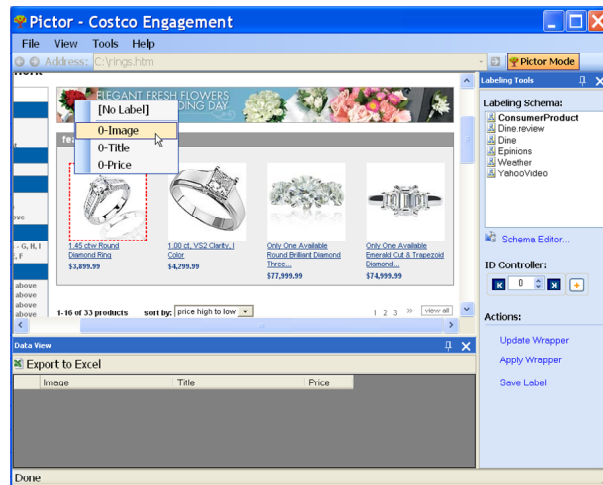 Pictor - Costco Engagement
File View Tools Help
Address: C:\rings.htm
Pictor Mode
ELEGANT FRESH FLOWERS
DING DAY
[No Label]
0-Image
0-Title
0-Price
fea
- G, H, I
, F
above
above
above
above
1.45 ctw Round
Diamond Ring
$3,899.99
1.00 ct, VS2 Clarity, I
Color
$4,299.99
Only One Available
Round Brilliant Diamond
Three...
$77,999.99
Only One Available
Emerald Cut & Trapezoid
Diamond...
$74,999.99
1-16 of 33 products sort by: price high to low 1 2 3 » view all
Labeling Tools
Labeling Schema:
ConsumerProduct
Dine.review
Dine
Epinions
Weather
YahooVideo
Schema Editor...
ID Controller:
0
Actions:
Update Wrapper
Apply Wrapper
Save Label
Data View
Export to Excel
Image Title Price
Done